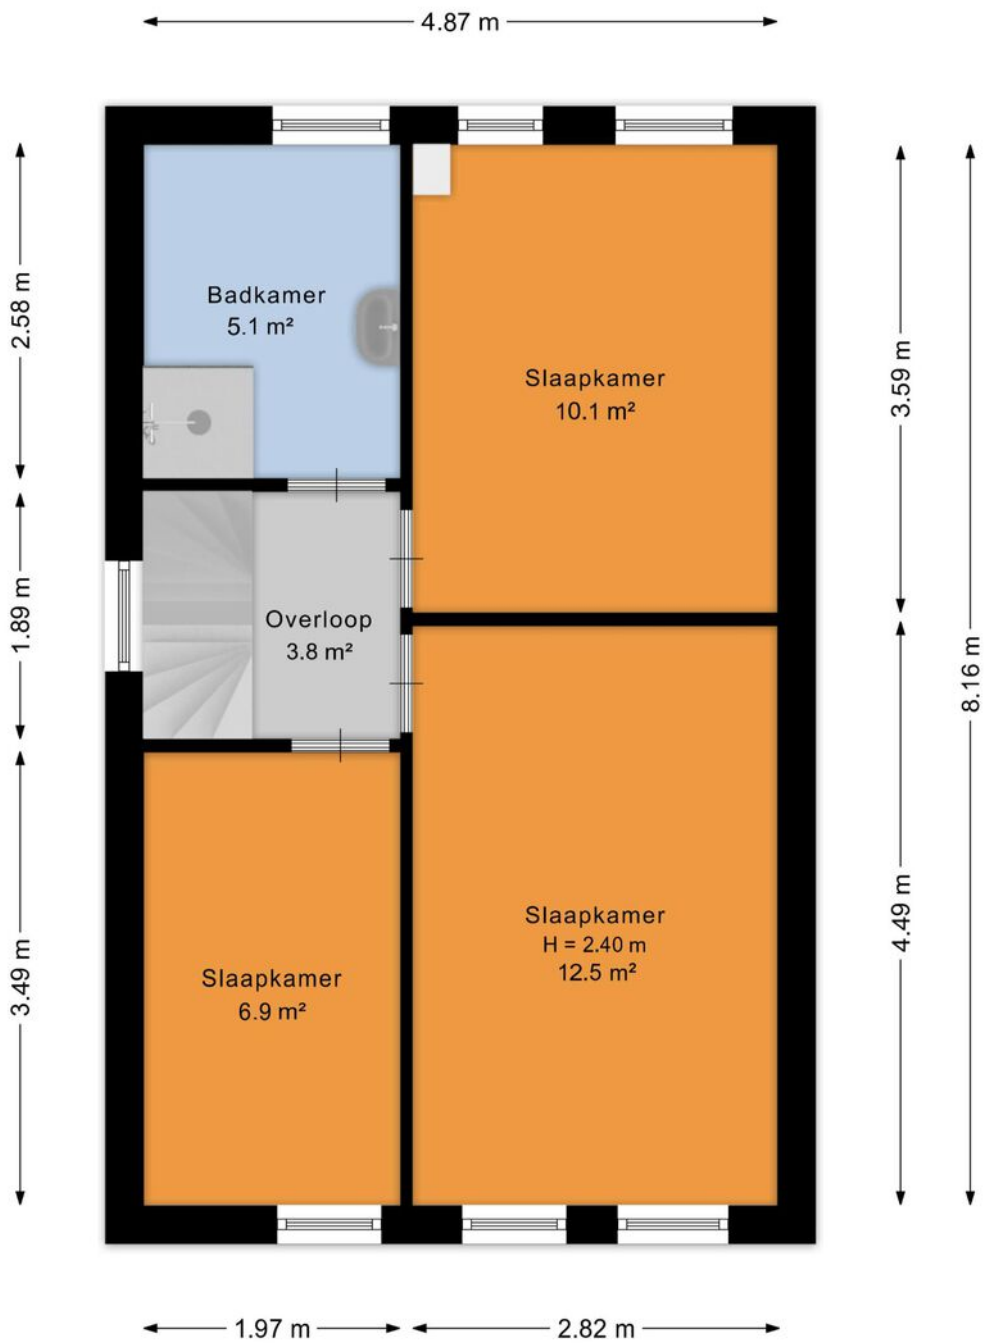 4.87 m
2.58 m
Badkamer
5.1 m²
Slaapkamer
10.1 m²
3.59 m
1.89 m
Overloop
3.8 m²
8.16 m
3.49 m
Slaapkamer
6.9 m²
Slaapkamer
H = 2.40 m
12.5 m²
4.49 m
1.97 m
2.82 m